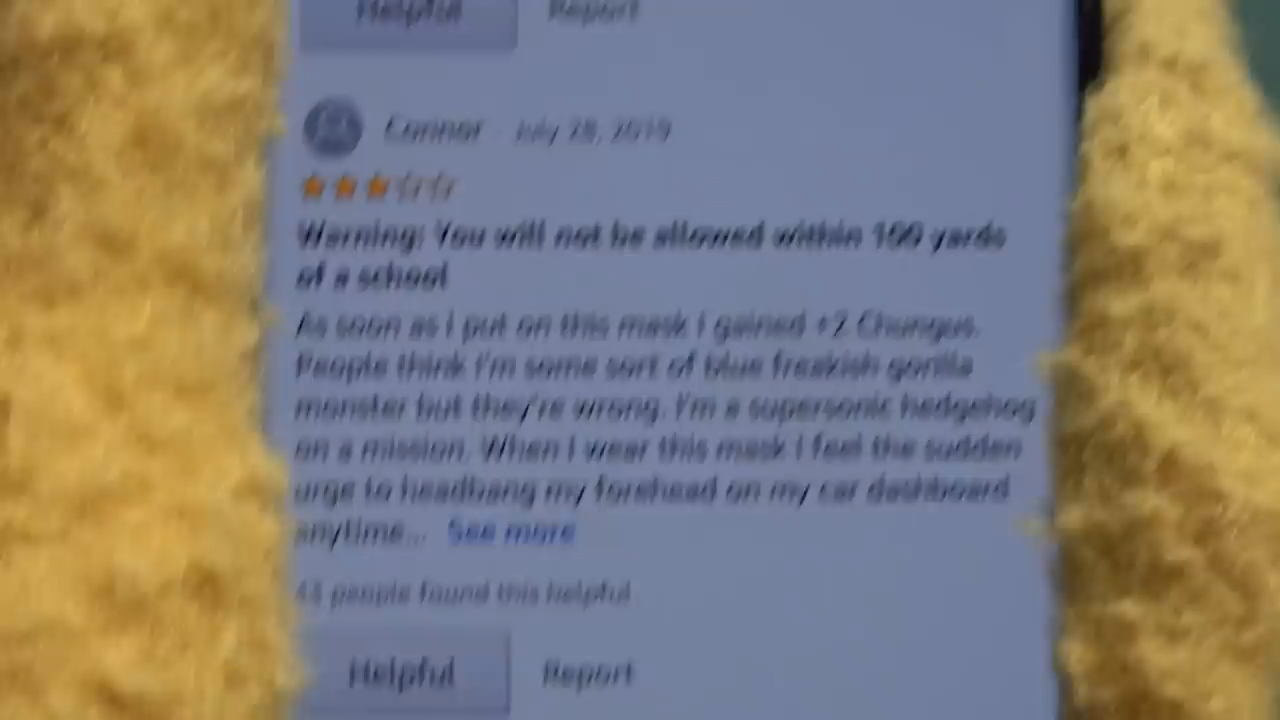 Helpful Report
Connor · July 28, 2019
Warning: You will not be allowed within 100 yards
of a school
As soon as I put on this mask I gained +2 Chungus.
People think I'm some sort of blue freakish gorilla
monster but they're wrong. I'm a supersonic hedgehog
on a mission. When I wear this mask I feel the sudden
urge to headbang my forehead on my car dashboard
anytime... See more
people found this helpful
Helpful Report